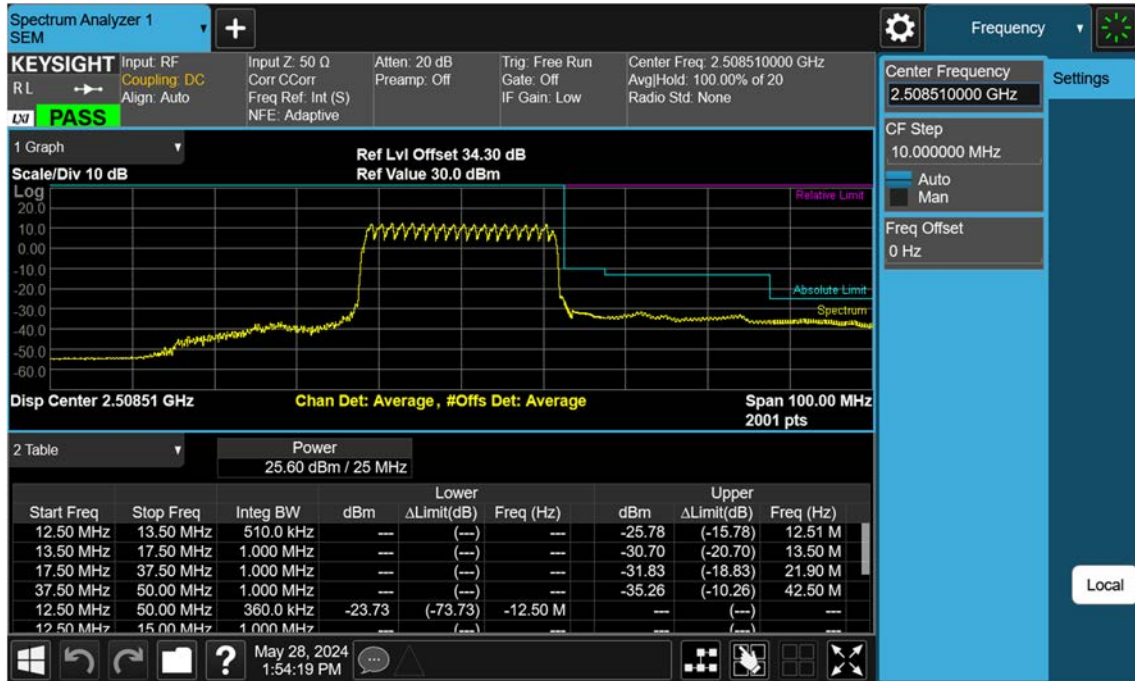 Spectrum Analyzer 1
SEM
+
Frequency
KEYSIGHT
R L
LXI PASS
Input: RF
Coupling: DC
Align: Auto
Input Z: 50 Ω
Corr CCorr
Freq Ref: Int (S)
NFE: Adaptive
Atten: 20 dB
Preamp: Off
Trig: Free Run
Gate: Off
IF Gain: Low
Center Freq: 2.508510000 GHz
Avg|Hold: 100.00% of 20
Radio Std: None
Center Frequency
2.508510000 GHz
Settings
CF Step
10.000000 MHz
Auto
Man
Freq Offset
0 Hz
Local
1 Graph
Scale/Div 10 dB
Ref Lvl Offset 34.30 dB
Ref Value 30.0 dBm
Log
20.0
10.0
0.00
-10.0
-20.0
-30.0
-40.0
-50.0
-60.0
Relative Limit
Absolute Limit
Spectrum
Disp Center 2.50851 GHz
Chan Det: Average, #Offs Det: Average
Span 100.00 MHz
2001 pts
2 Table
Power
25.60 dBm / 25 MHz
Lower Upper
Start Freq Stop Freq Integ BW dBm ΔLimit(dB) Freq (Hz) dBm ΔLimit(dB) Freq (Hz)
12.50 MHz 13.50 MHz 510.0 kHz --- (---) --- -25.78 (-15.78) 12.51 M
13.50 MHz 17.50 MHz 1.000 MHz --- (---) --- -30.70 (-20.70) 13.50 M
17.50 MHz 37.50 MHz 1.000 MHz --- (---) --- -31.83 (-18.83) 21.90 M
37.50 MHz 50.00 MHz 1.000 MHz --- (---) --- -35.26 (-10.26) 42.50 M
12.50 MHz 50.00 MHz 360.0 kHz -23.73 (-73.73) -12.50 M --- (---) ---
12.50 MHz 15.00 MHz 1.000 MHz --- (---) --- --- (---) ---
?
May 28, 2024
1:54:19 PM